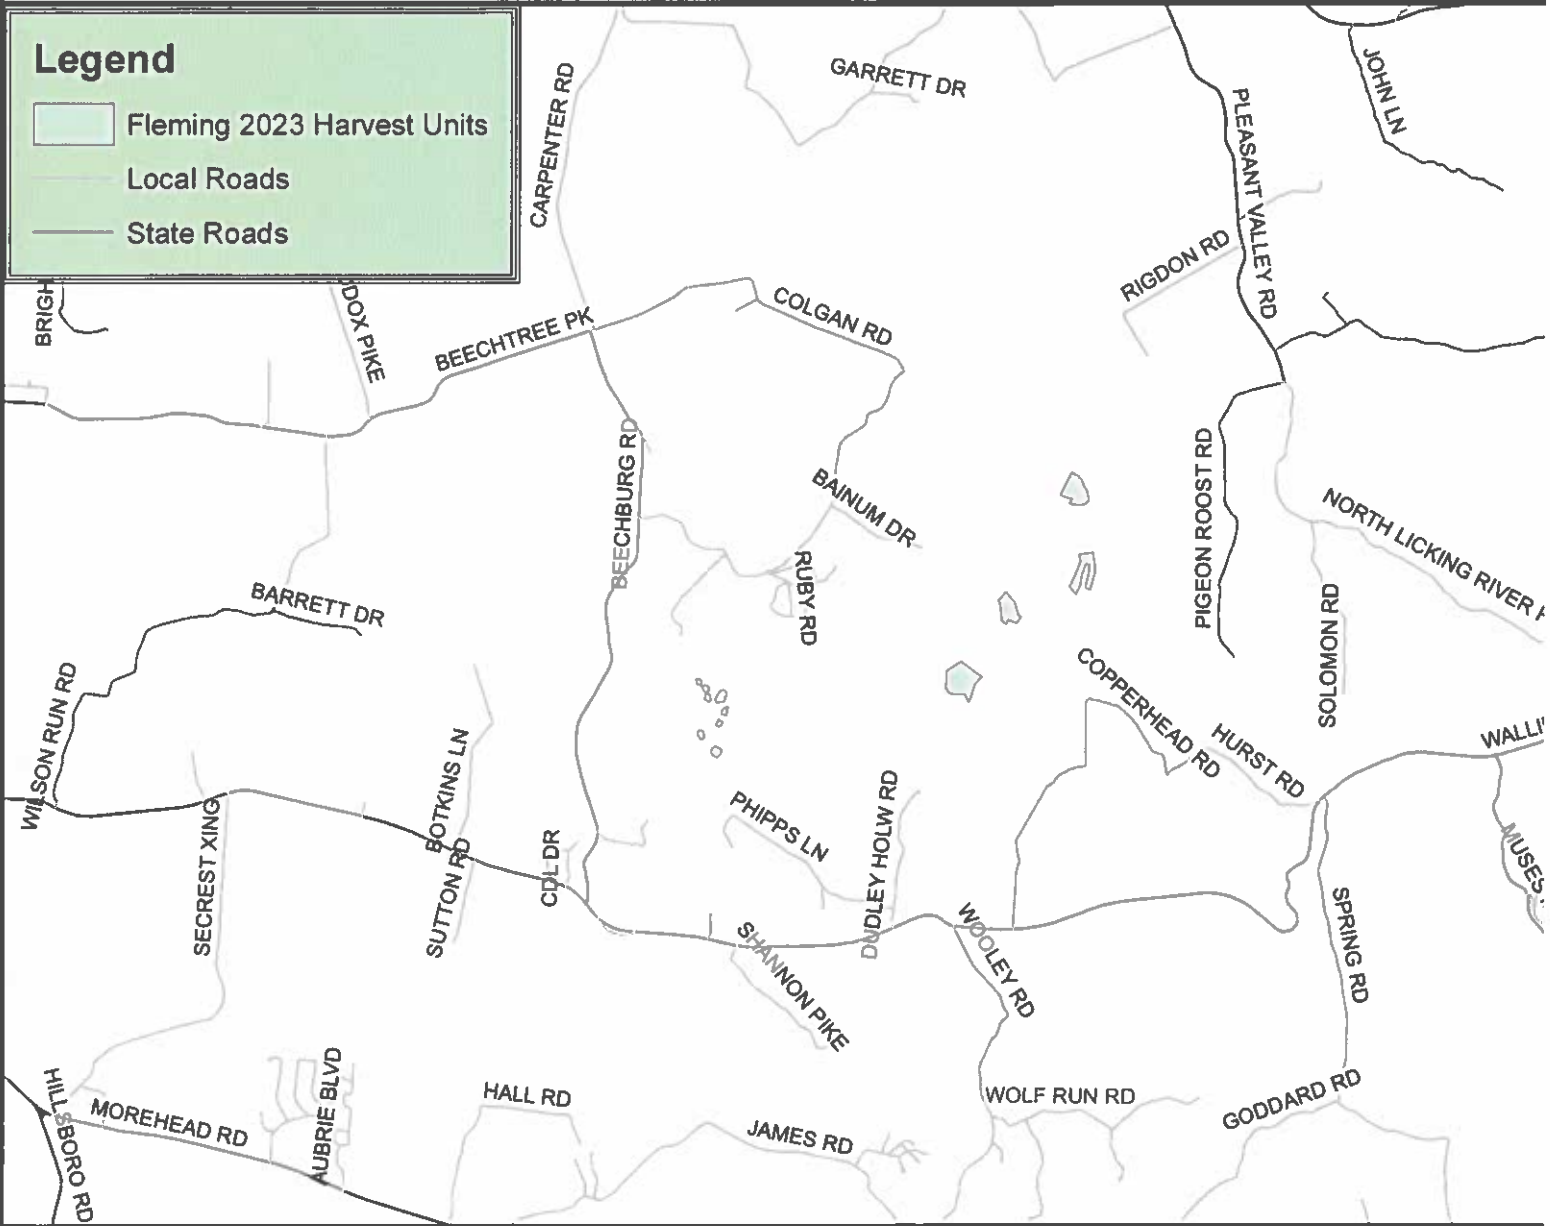 Legend
Fleming 2023 Harvest Units
Local Roads
State Roads
GARRETT DR
CARPENTER RD
JOHN LN
PLEASANT VALLEY RD
RIGDON RD
BRIGH
DOX PIKE
BEECHTREE PK
COLGAN RD
BEECHBURG RD
BAINUM DR
PIGEON ROOST RD
NORTH LICKING RIVER
RUBY RD
BARRETT DR
SOLOMON RD
COPPERHEAD RD
HURST RD
WILSON RUN RD
WALLI
BOTKINS LN
SECREST XING
SUTTON RD
CDL DR
PHIPPS LN
DUDLEY HOLW RD
MUSES
SHANNON PIKE
WOOLEY RD
SPRING RD
HILLSBORO RD
MOREHEAD RD
AUBRIE BLVD
HALL RD
JAMES RD
WOLF RUN RD
GODDARD RD